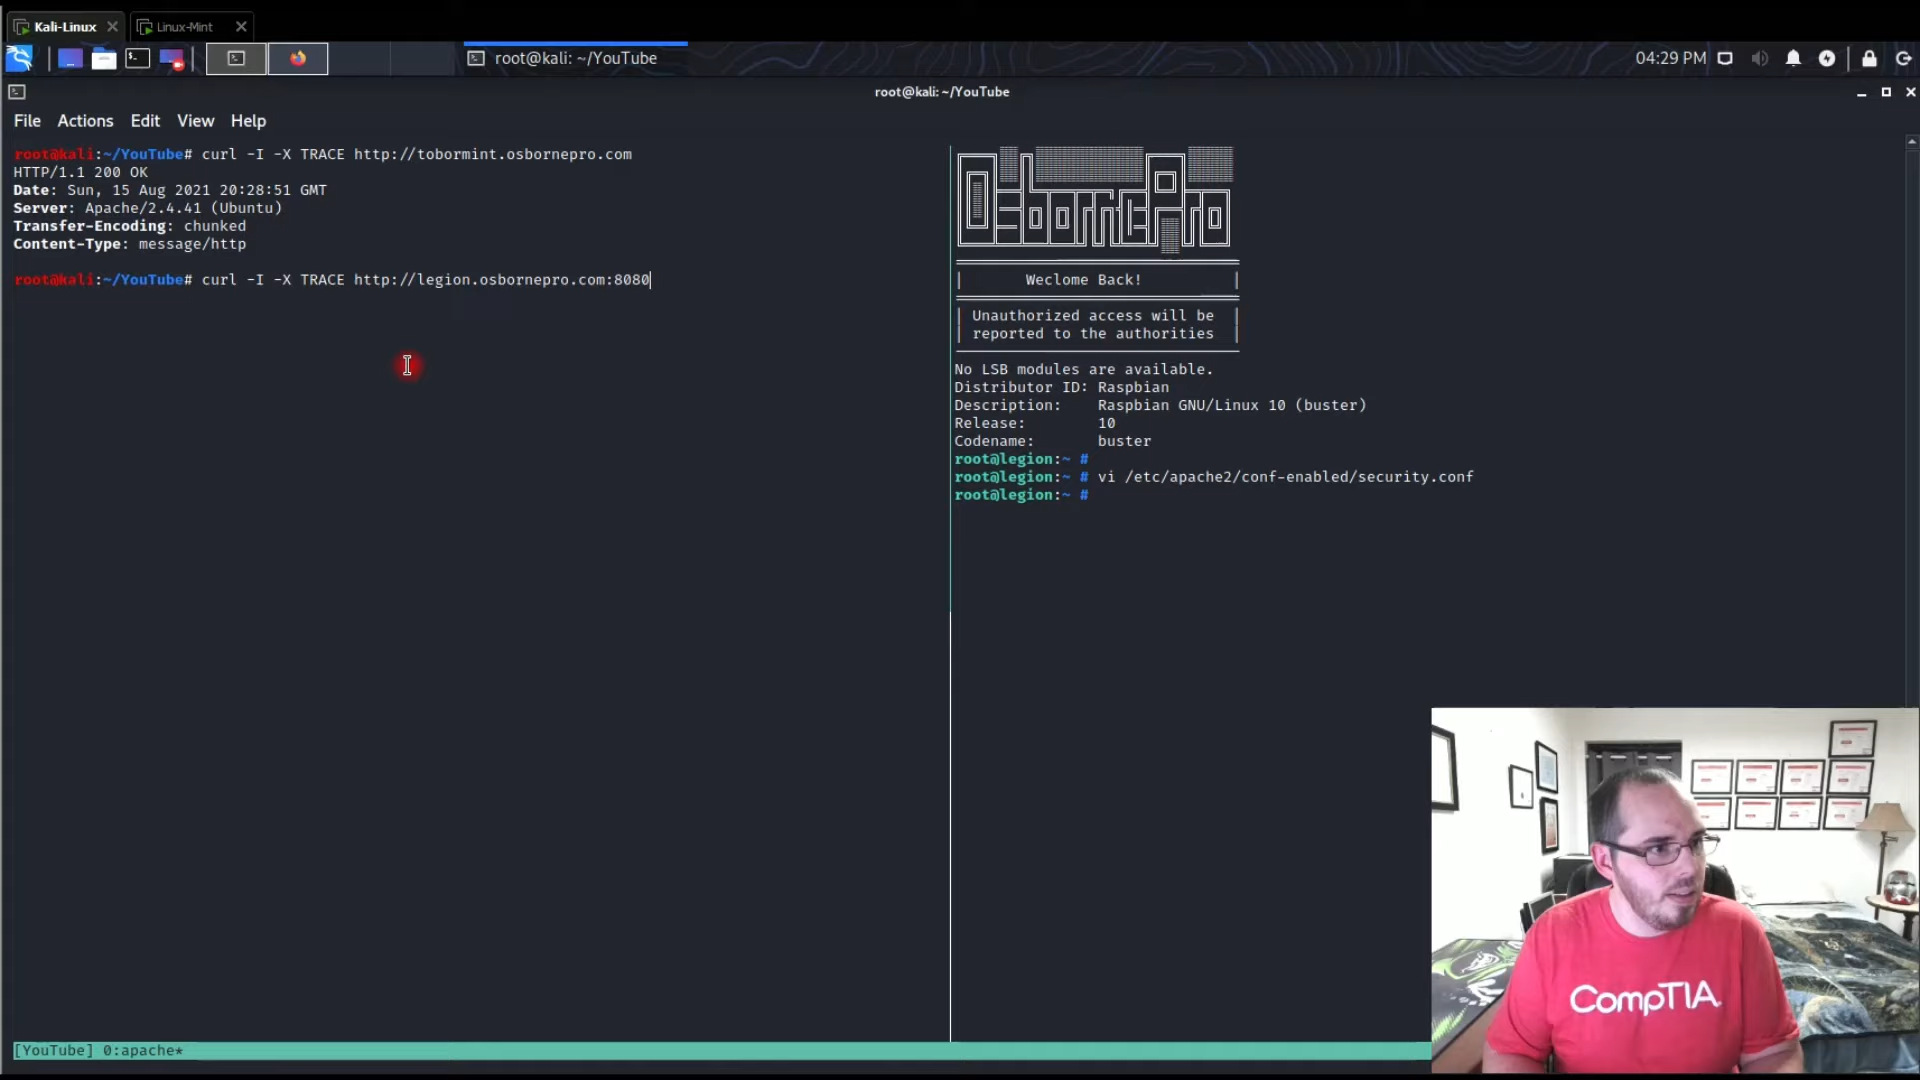 Kali-Linux
Linux-Mint
root@kali: ~/YouTube
04:29 PM
root@kali: ~/YouTube
File Actions Edit View Help
root@kali:~/YouTube# curl -I -X TRACE http://tobormint.osbornepro.com
HTTP/1.1 200 OK
Date: Sun, 15 Aug 2021 20:28:51 GMT
Server: Apache/2.4.41 (Ubuntu)
Transfer-Encoding: chunked
Content-Type: message/http
root@kali:~/YouTube# curl -I -X TRACE http://legion.osbornepro.com:8080
OsbornePro
Weclome Back!
Unauthorized access will be
reported to the authorities
No LSB modules are available.
Distributor ID: Raspbian
Description: Raspbian GNU/Linux 10 (buster)
Release: 10
Codename: buster
root@legion:~ #
root@legion:~ # vi /etc/apache2/conf-enabled/security.conf
root@legion:~ #
CompTIA.
[YouTube] 0:apache*